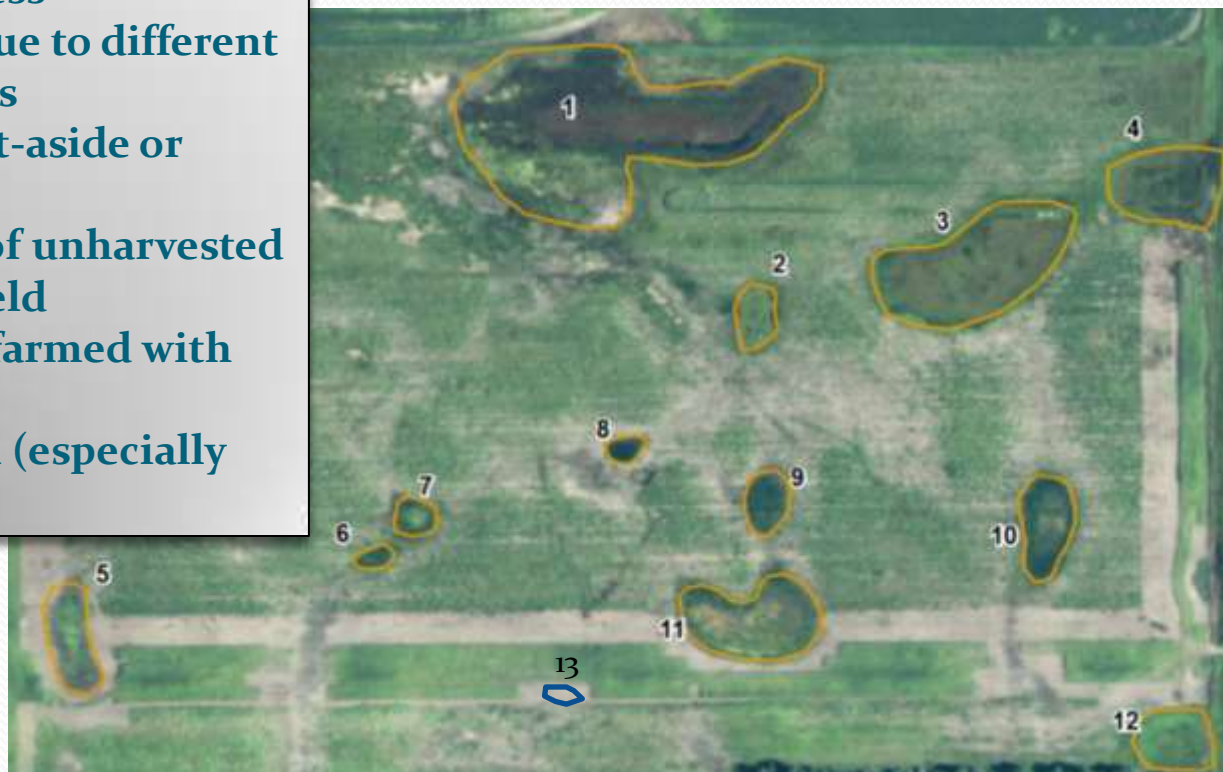 ue to different
s
t-aside or
of unharvested
eld
farmed with
(especially
1
4
3
2
8
7
9
6
10
5
11
13
12